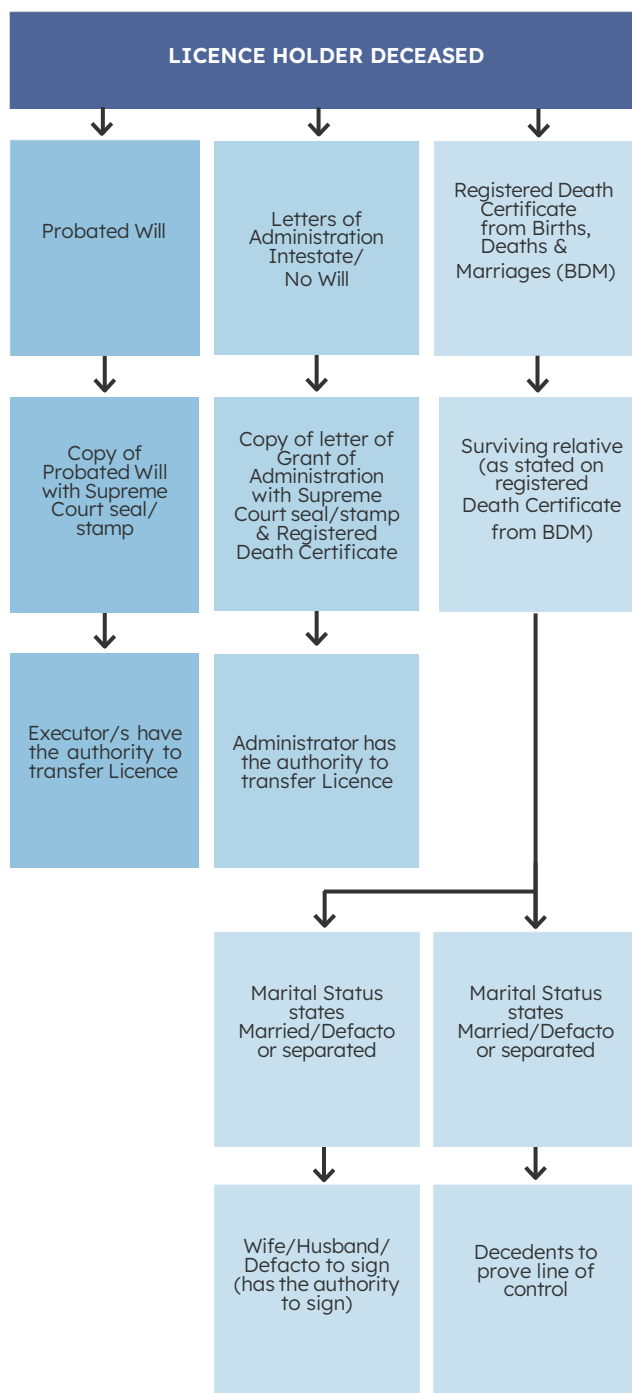 LICENCE HOLDER DECEASED
Probated Will
Letters of
Administration
Intestate/
No Will
Registered Death
Certificate
from Births,
Deaths &
Marriages (BDM)
Copy of
Probated Will
with Supreme
Court seal/
stamp
Copy of letter of
Grant of
Administration
with Supreme
Court seal/stamp
& Registered
Death Certificate
Surviving relative
(as stated on
registered
Death Certificate
from BDM)
Executor/s have
the authority to
transfer Licence
Administrator has
the authority to
transfer Licence
Marital Status
states
Married/Defacto
or separated
Marital Status
states
Married/Defacto
or separated
Wife/Husband/
Defacto to sign
(has the authority
to sign)
Decedents to
prove line of
control